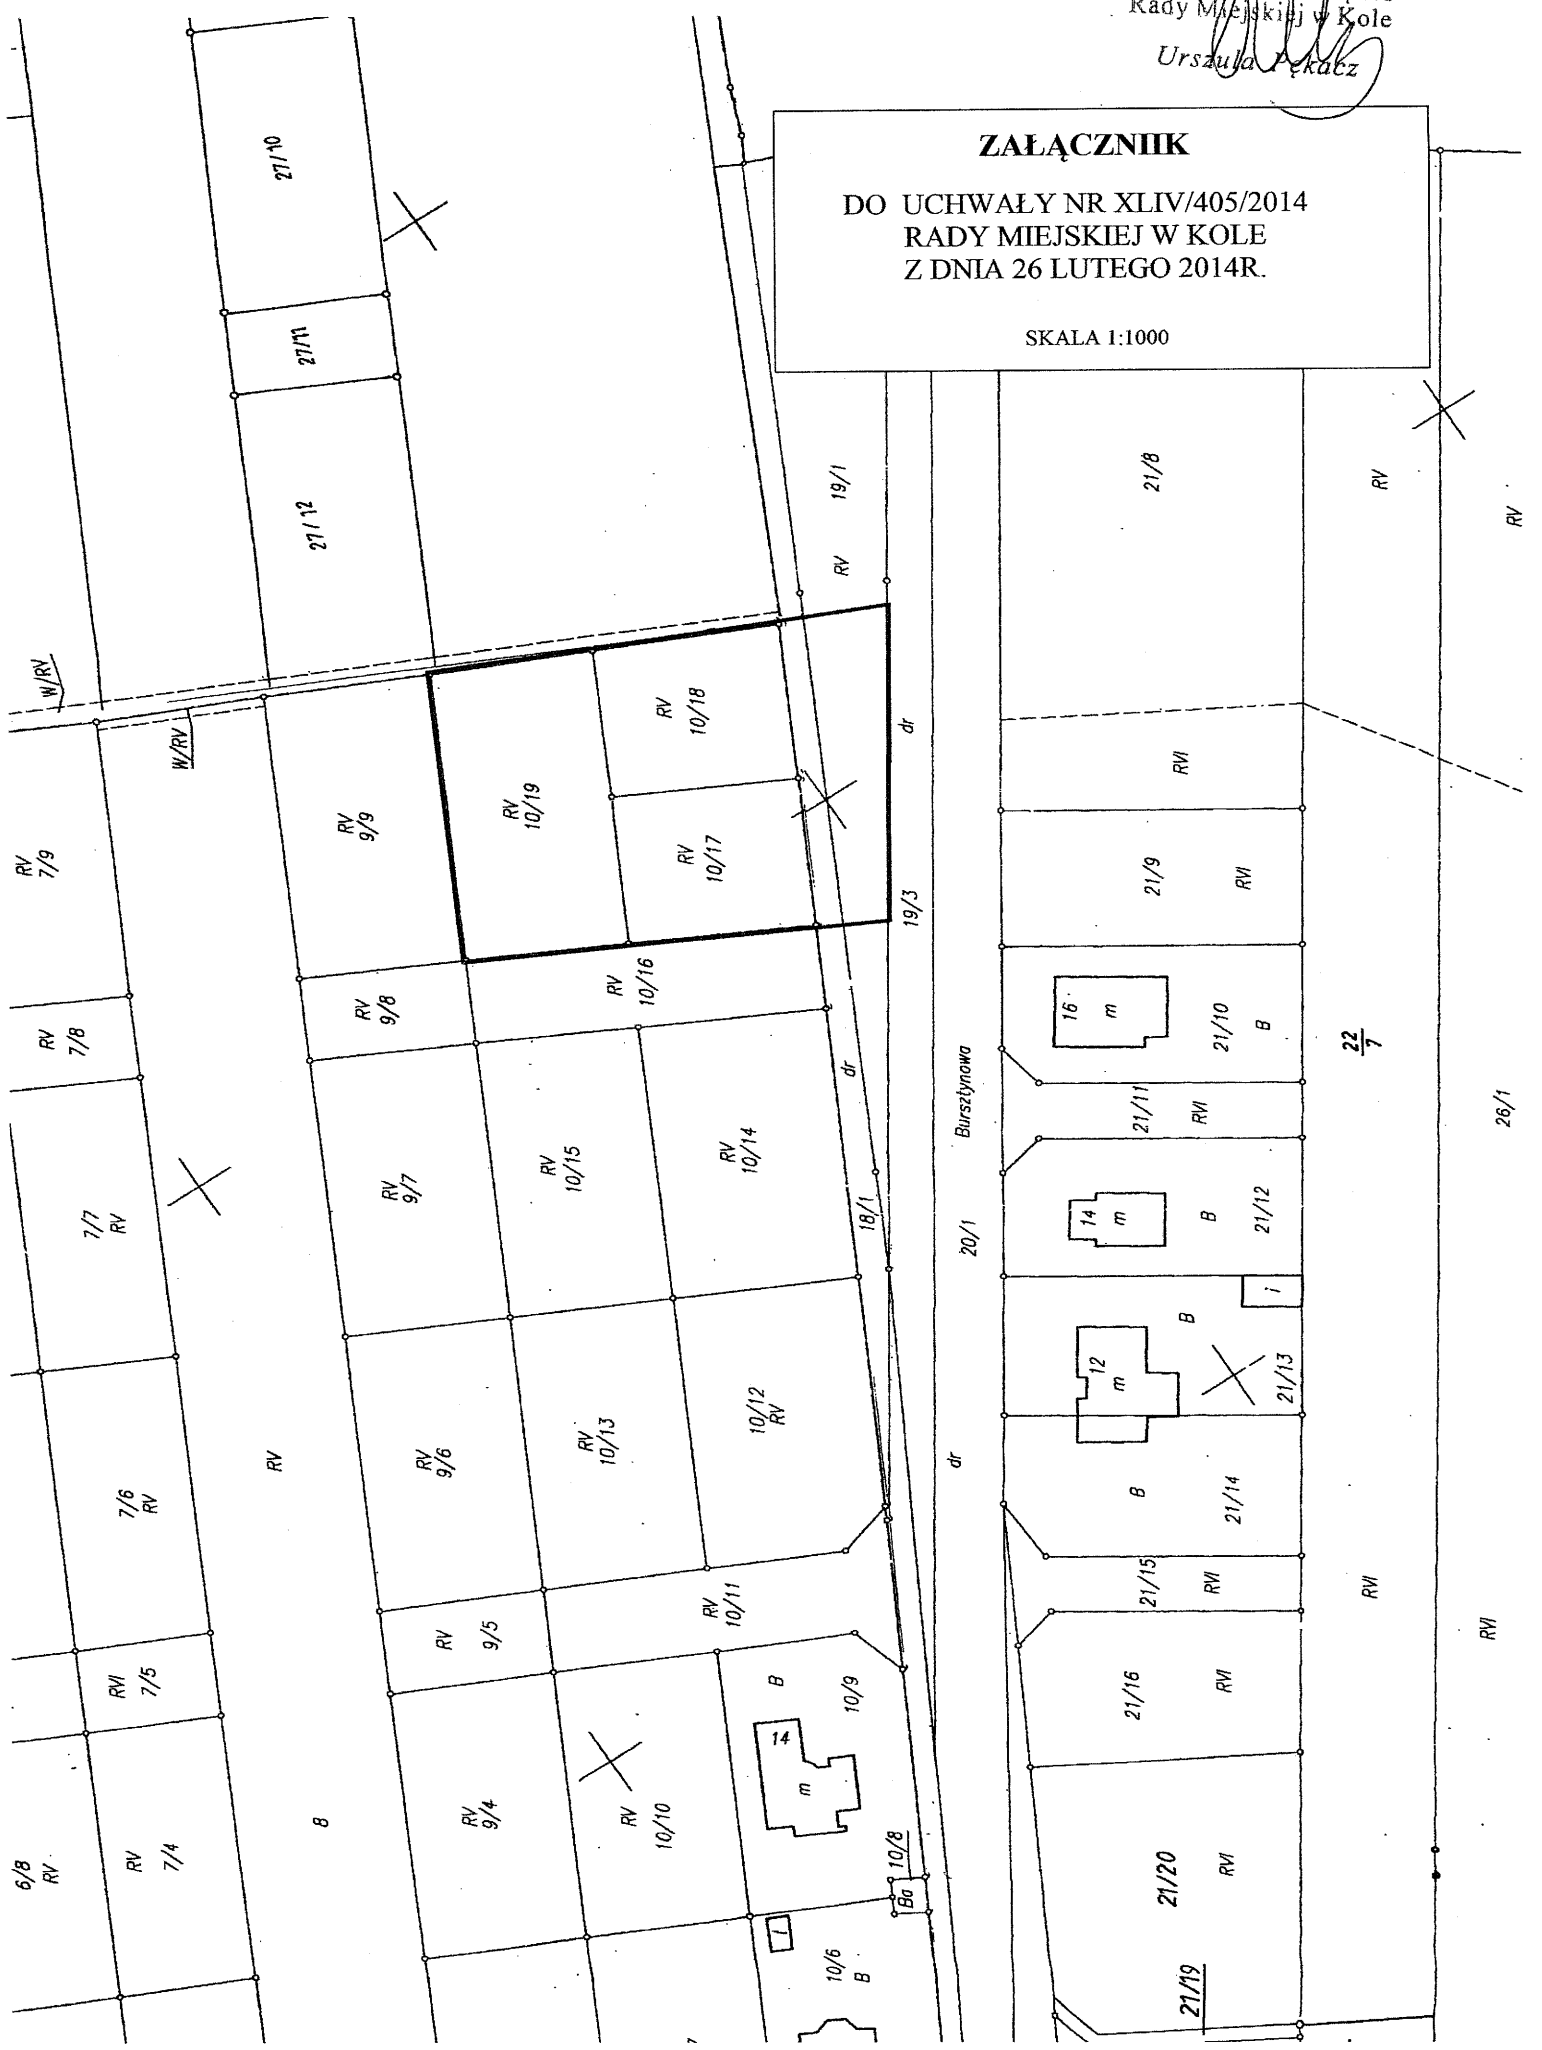 Rady Miejskiej w Kole
Urszula Pękacz
ZAŁĄCZNIIK
DO UCHWAŁY NR XLIV/405/2014
RADY MIEJSKIEJ W KOLE
Z DNIA 26 LUTEGO 2014R.
SKALA 1:1000
27/10
27/11
27/12
19/1
RV
21/8
RV
RV
W/RV
W/RV
RV
7/9
RV
9/9
RV
10/19
RV
10/18
RV
10/17
dr
19/3
RVI
21/9
RVI
RV
7/8
RV
9/8
RV
10/16
16
m
21/10
B
22
7
dr
Bursztynowa
21/11
RVI
26/1
7/7
RV
RV
9/7
RV
10/15
RV
10/14
18/1
20/1
14
m
B
21/12
i
B
12
m
21/13
RV
RV
9/6
RV
10/13
10/12
RV
dr
B
21/14
7/6
RV
21/15
RVI
RVI
RV
9/5
RV
10/11
RVI
RVI
7/5
B
10/9
14
m
21/16
RVI
6/8
RV
RV
7/4
B
RV
9/4
RV
10/10
10/8
Ba
21/20
RVI
i
10/6
B
21/19